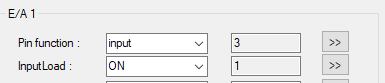 E/A 1
Pin function : input 3 >>
InputLoad : ON 1 >>